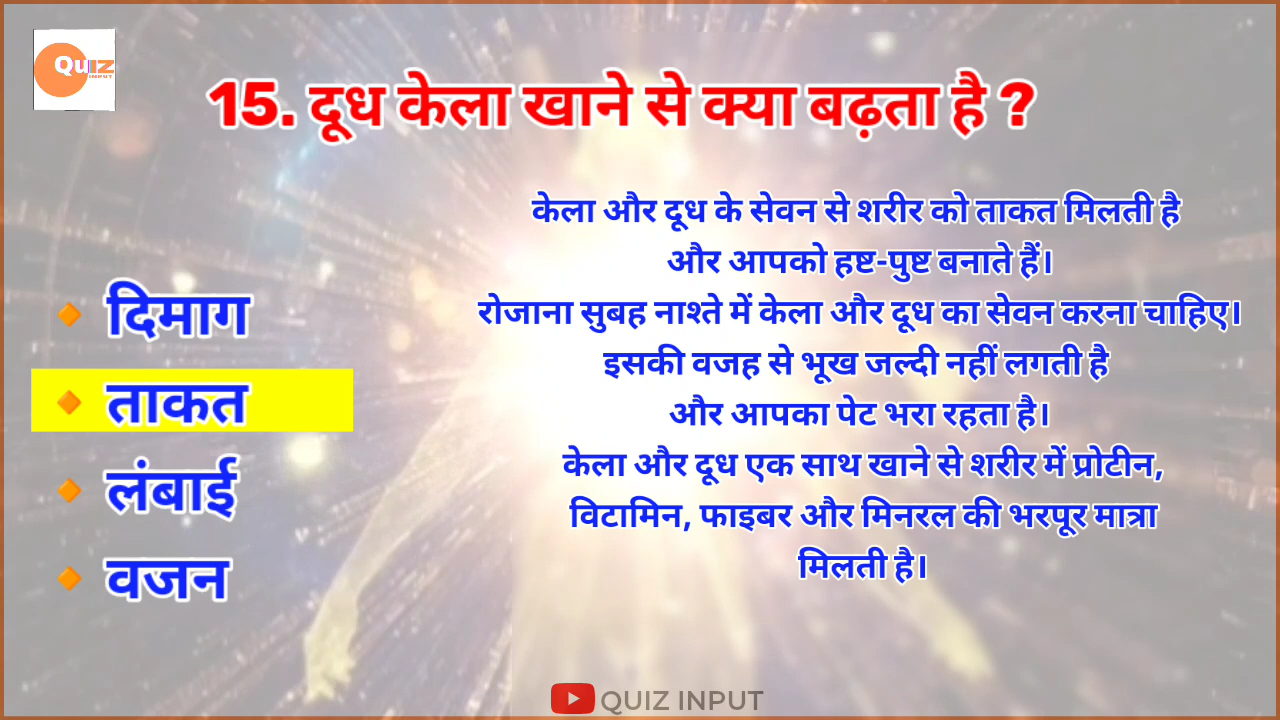 Quiz
INPUT
15. दूध केला खाने से क्या बढ़ता है ?
दिमाग
ताकत
लंबाई
वजन
केला और दूध के सेवन से शरीर को ताकत मिलती है
और आपको हष्ट-पुष्ट बनाते हैं।
रोजाना सुबह नाश्ते में केला और दूध का सेवन करना चाहिए।
इसकी वजह से भूख जल्दी नहीं लगती है
और आपका पेट भरा रहता है।
केला और दूध एक साथ खाने से शरीर में प्रोटीन,
विटामिन, फाइबर और मिनरल की भरपूर मात्रा
मिलती है।
QUIZ INPUT